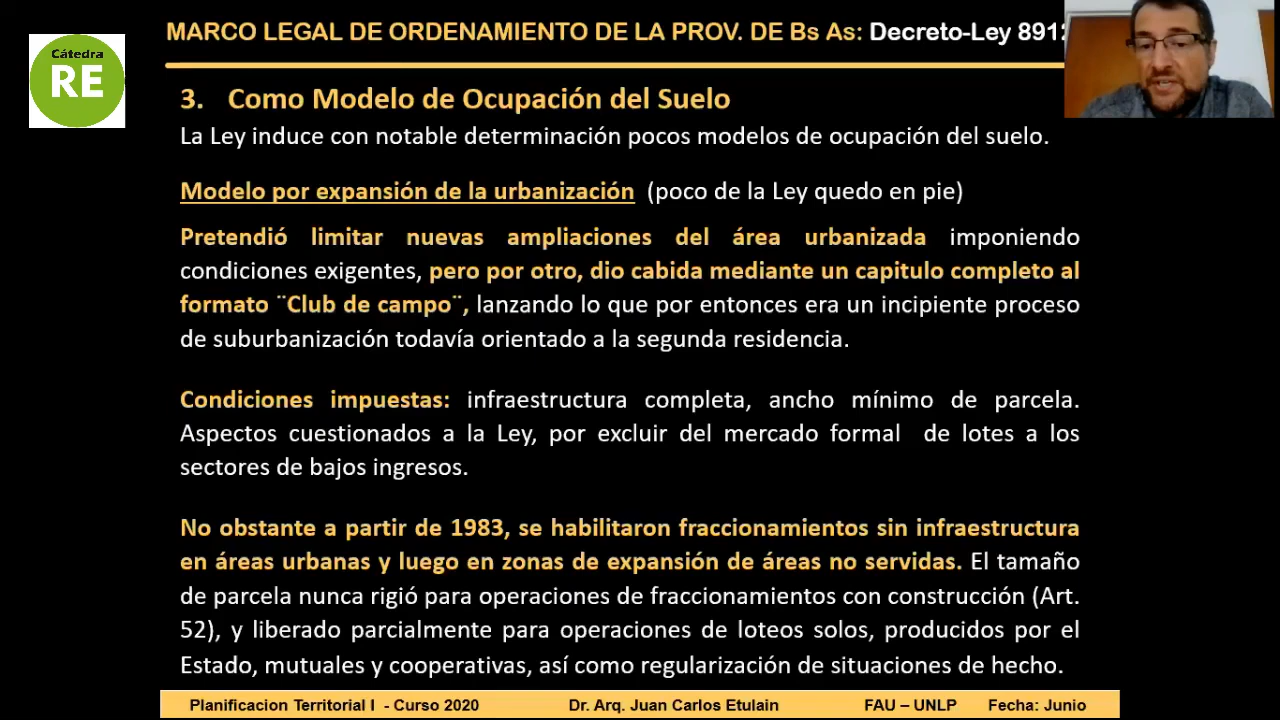 MARCO LEGAL DE ORDENAMIENTO DE LA PROV. DE Bs As: Decreto-Ley 8912
Cátedra
RE
3. Como Modelo de Ocupación del Suelo
La Ley induce con notable determinación pocos modelos de ocupación del suelo.
Modelo por expansión de la urbanización (poco de la Ley quedo en pie)
Pretendió limitar nuevas ampliaciones del área urbanizada imponiendo
condiciones exigentes, pero por otro, dio cabida mediante un capitulo completo al
formato ¨Club de campo¨, lanzando lo que por entonces era un incipiente proceso
de suburbanización todavía orientado a la segunda residencia.
Condiciones impuestas: infraestructura completa, ancho mínimo de parcela.
Aspectos cuestionados a la Ley, por excluir del mercado formal de lotes a los
sectores de bajos ingresos.
No obstante a partir de 1983, se habilitaron fraccionamientos sin infraestructura
en áreas urbanas y luego en zonas de expansión de áreas no servidas. El tamaño
de parcela nunca rigió para operaciones de fraccionamientos con construcción (Art.
52), y liberado parcialmente para operaciones de loteos solos, producidos por el
Estado, mutuales y cooperativas, así como regularización de situaciones de hecho.
Planificacion Territorial I - Curso 2020 Dr. Arq. Juan Carlos Etulain FAU – UNLP Fecha: Junio